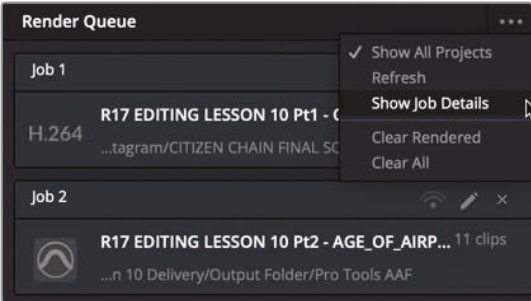 Render Queue
Show All Projects
Refresh
Show Job Details
Clear Rendered
Clear All
Job 1
H.264
R17 EDITING LESSON 10 Pt1 -
...tagram/CITIZEN CHAIN FINAL
Job 2
R17 EDITING LESSON 10 Pt2 - AGE_OF_AIRP... 11 clips
...n 10 Delivery/Output Folder/Pro Tools AAF